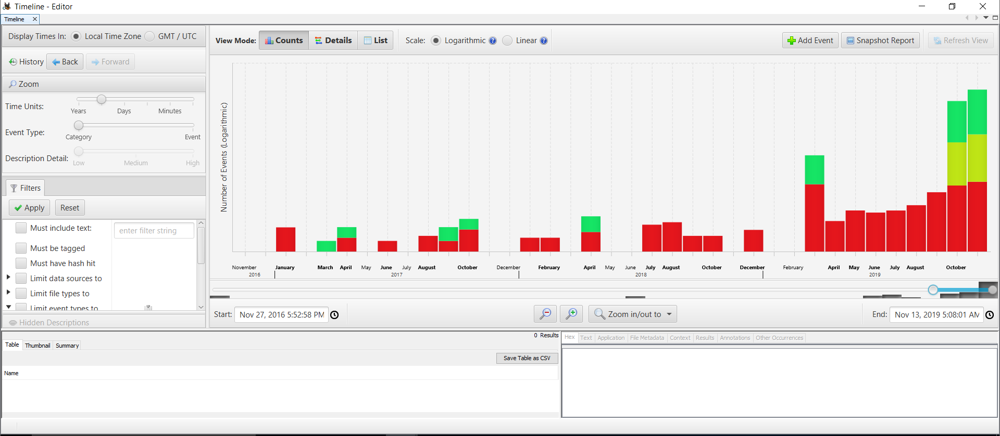 Timeline - Editor
Timeline
Display Times In: Local Time Zone GMT / UTC
View Mode: Counts Details List Scale: Logarithmic Linear Add Event Snapshot Report Refresh View
History Back Forward
Zoom
Time Units:
Years Days Minutes
Event Type:
Category Event
Description Detail:
Low Medium High
Filters
Apply Reset
Must include text: enter filter string
Must be tagged
Must have hash hit
Limit data sources to
Limit file types to
Limit event types to
Hidden Descriptions
Number of Events (Logarithmic)
November January March April May June July August October December February April May June July August October December February April May June July August October
2016 2017 2018 2019
Start: Nov 27, 2016 5:52:58 PM Zoom in/out to End: Nov 13, 2019 5:08:01 AM
0 Results
Table Thumbnail Summary
Save Table as CSV
Name
Hex Text Application File Metadata Context Results Annotations Other Occurrences